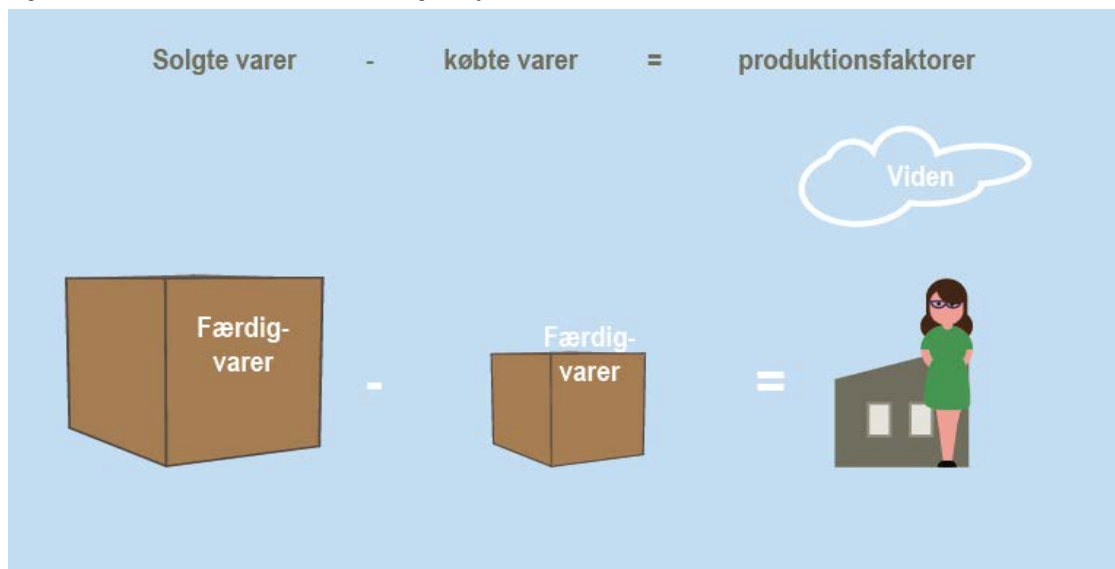 Solgte varer - købte varer = produktionsfaktorer
Viden
Færdig-
varer
-
Færdig-
varer
=